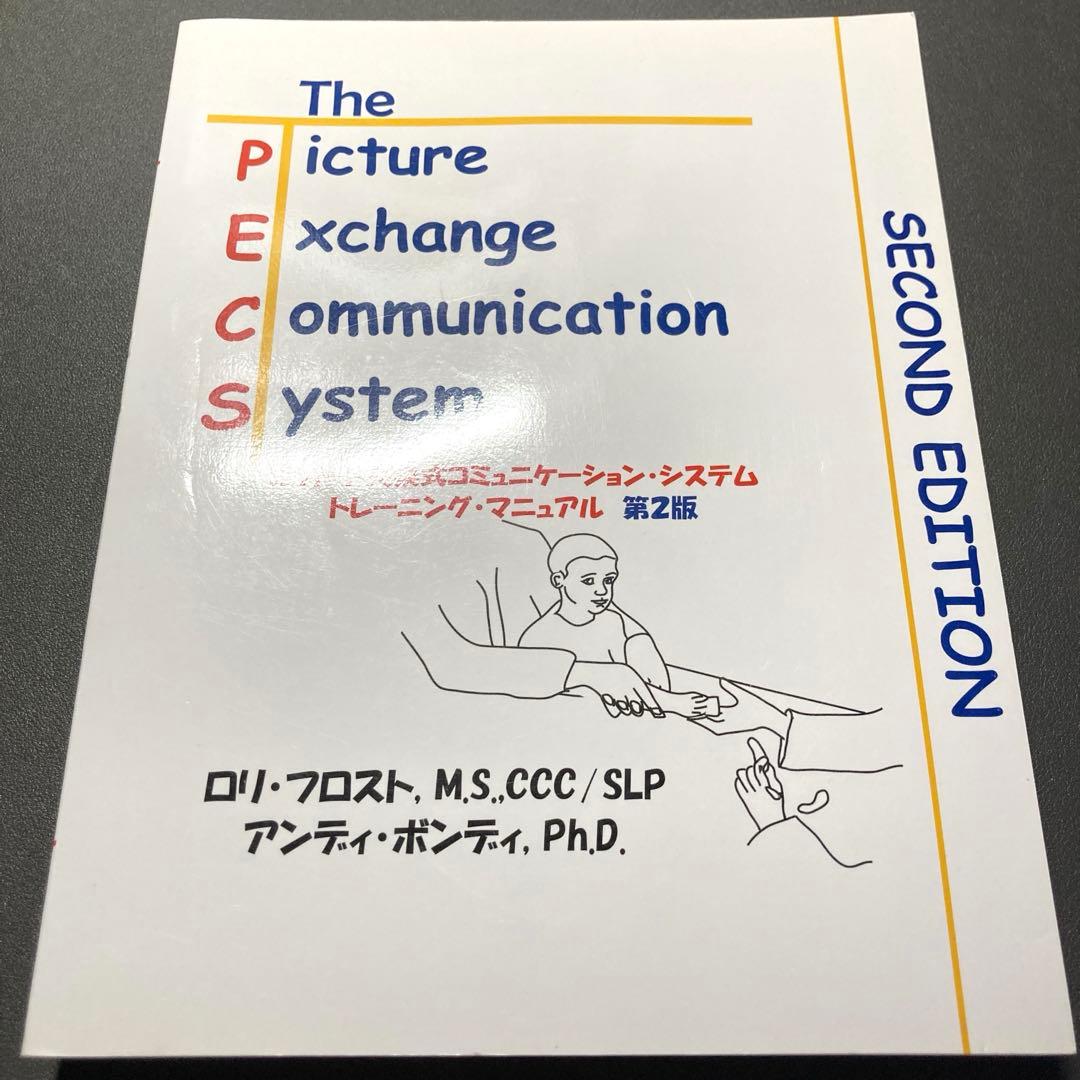 The
Picture
Exchange
Communication
System
換式コミュニケーション・システム
トレーニング・マニュアル 第2版
ロリ・フロスト, M.S.,CCC/SLP
アンディ・ボンディ, Ph.D.
SECOND EDITION